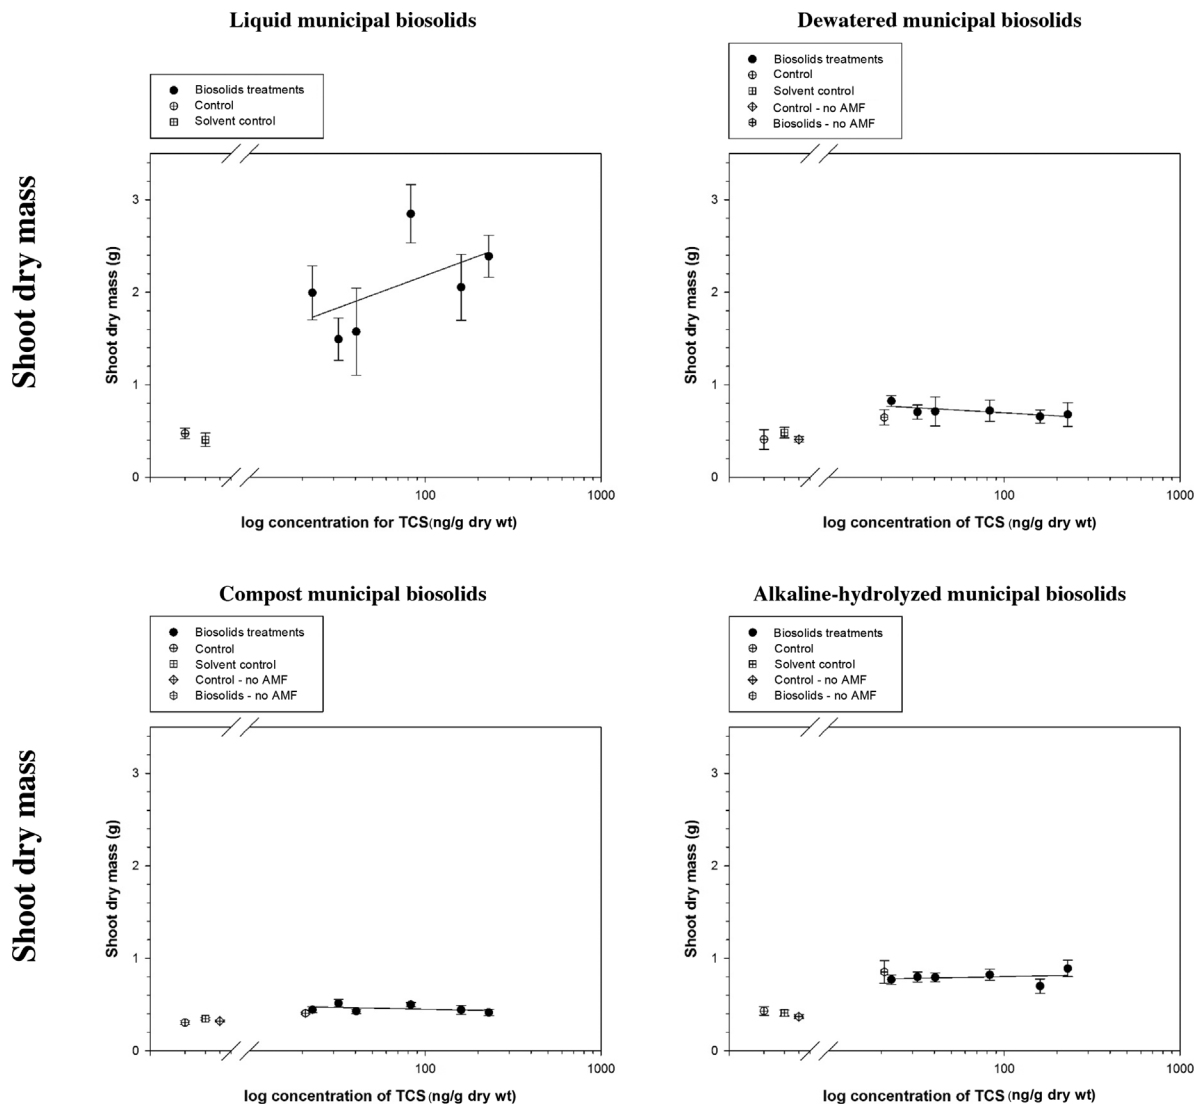 Liquid municipal biosolids
Biosolids treatments
Control
Solvent control
Shoot dry mass
Shoot dry mass (g)
3
2
1
0
100
1000
log concentration for TCS(ng/g dry wt)
Dewatered municipal biosolids
Biosolids treatments
Control
Solvent control
Control - no AMF
Biosolids - no AMF
Shoot dry mass (g)
3
2
1
0
100
1000
log concentration of TCS (ng/g dry wt)
Compost municipal biosolids
Biosolids treatments
Control
Solvent control
Control - no AMF
Biosolids - no AMF
Shoot dry mass
Shoot dry mass (g)
3
2
1
0
100
1000
log concentration of TCS (ng/g dry wt)
Alkaline-hydrolyzed municipal biosolids
Biosolids treatments
Control
Solvent control
Control - no AMF
Biosolids - no AMF
Shoot dry mass (g)
3
2
1
0
100
1000
log concentration of TCS (ng/g dry wt)